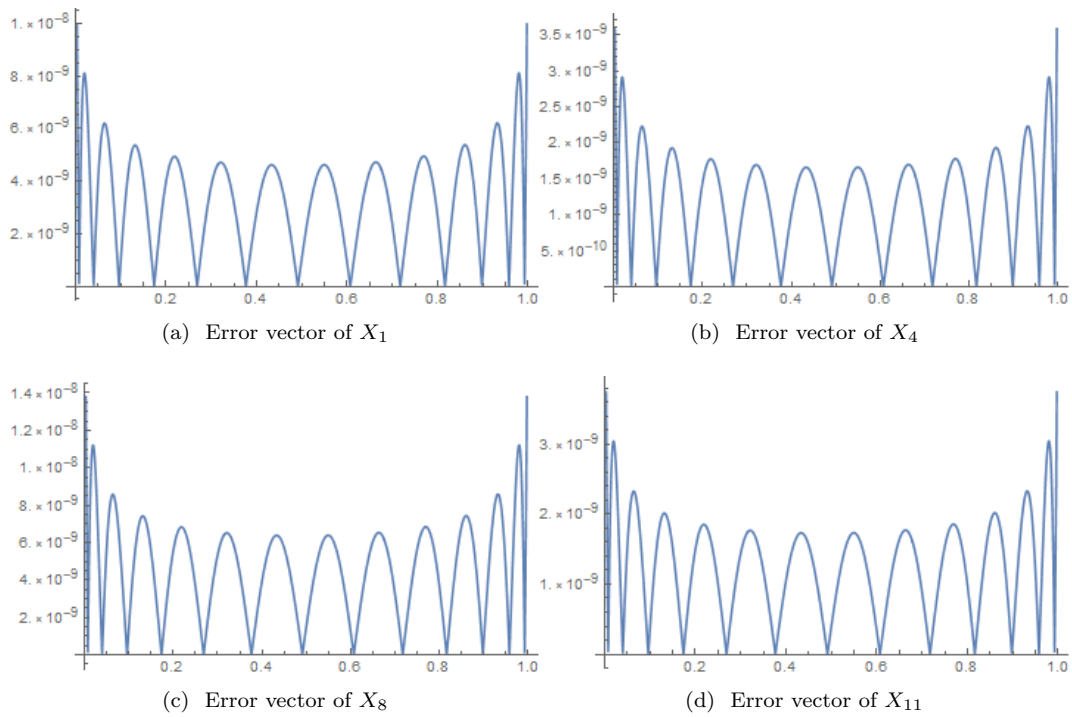 1. × 10⁻⁸
8. × 10⁻⁹
6. × 10⁻⁹
4. × 10⁻⁹
2. × 10⁻⁹
0.2 0.4 0.6 0.8 1.0
(a) Error vector of X₁
3.5 × 10⁻⁹
3. × 10⁻⁹
2.5 × 10⁻⁹
2. × 10⁻⁹
1.5 × 10⁻⁹
1. × 10⁻⁹
5. × 10⁻¹⁰
0.2 0.4 0.6 0.8 1.0
(b) Error vector of X₄
1.4 × 10⁻⁸
1.2 × 10⁻⁸
1. × 10⁻⁸
8. × 10⁻⁹
6. × 10⁻⁹
4. × 10⁻⁹
2. × 10⁻⁹
0.2 0.4 0.6 0.8 1.0
(c) Error vector of X₈
3. × 10⁻⁹
2. × 10⁻⁹
1. × 10⁻⁹
0.2 0.4 0.6 0.8 1.0
(d) Error vector of X₁₁